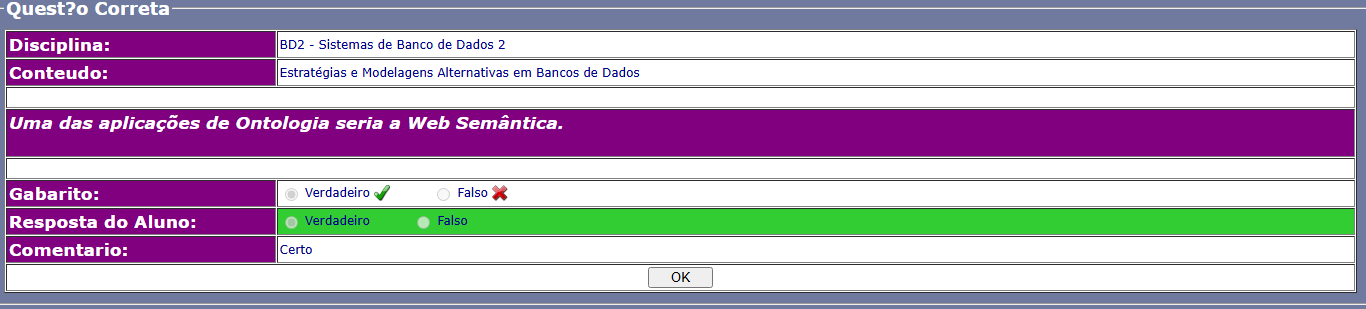 Quest?o Correta
Disciplina: BD2 - Sistemas de Banco de Dados 2
Conteudo: Estratégias e Modelagens Alternativas em Bancos de Dados
Uma das aplicações de Ontologia seria a Web Semântica.
Gabarito: Verdadeiro Falso
Resposta do Aluno: Verdadeiro Falso
Comentario: Certo
OK